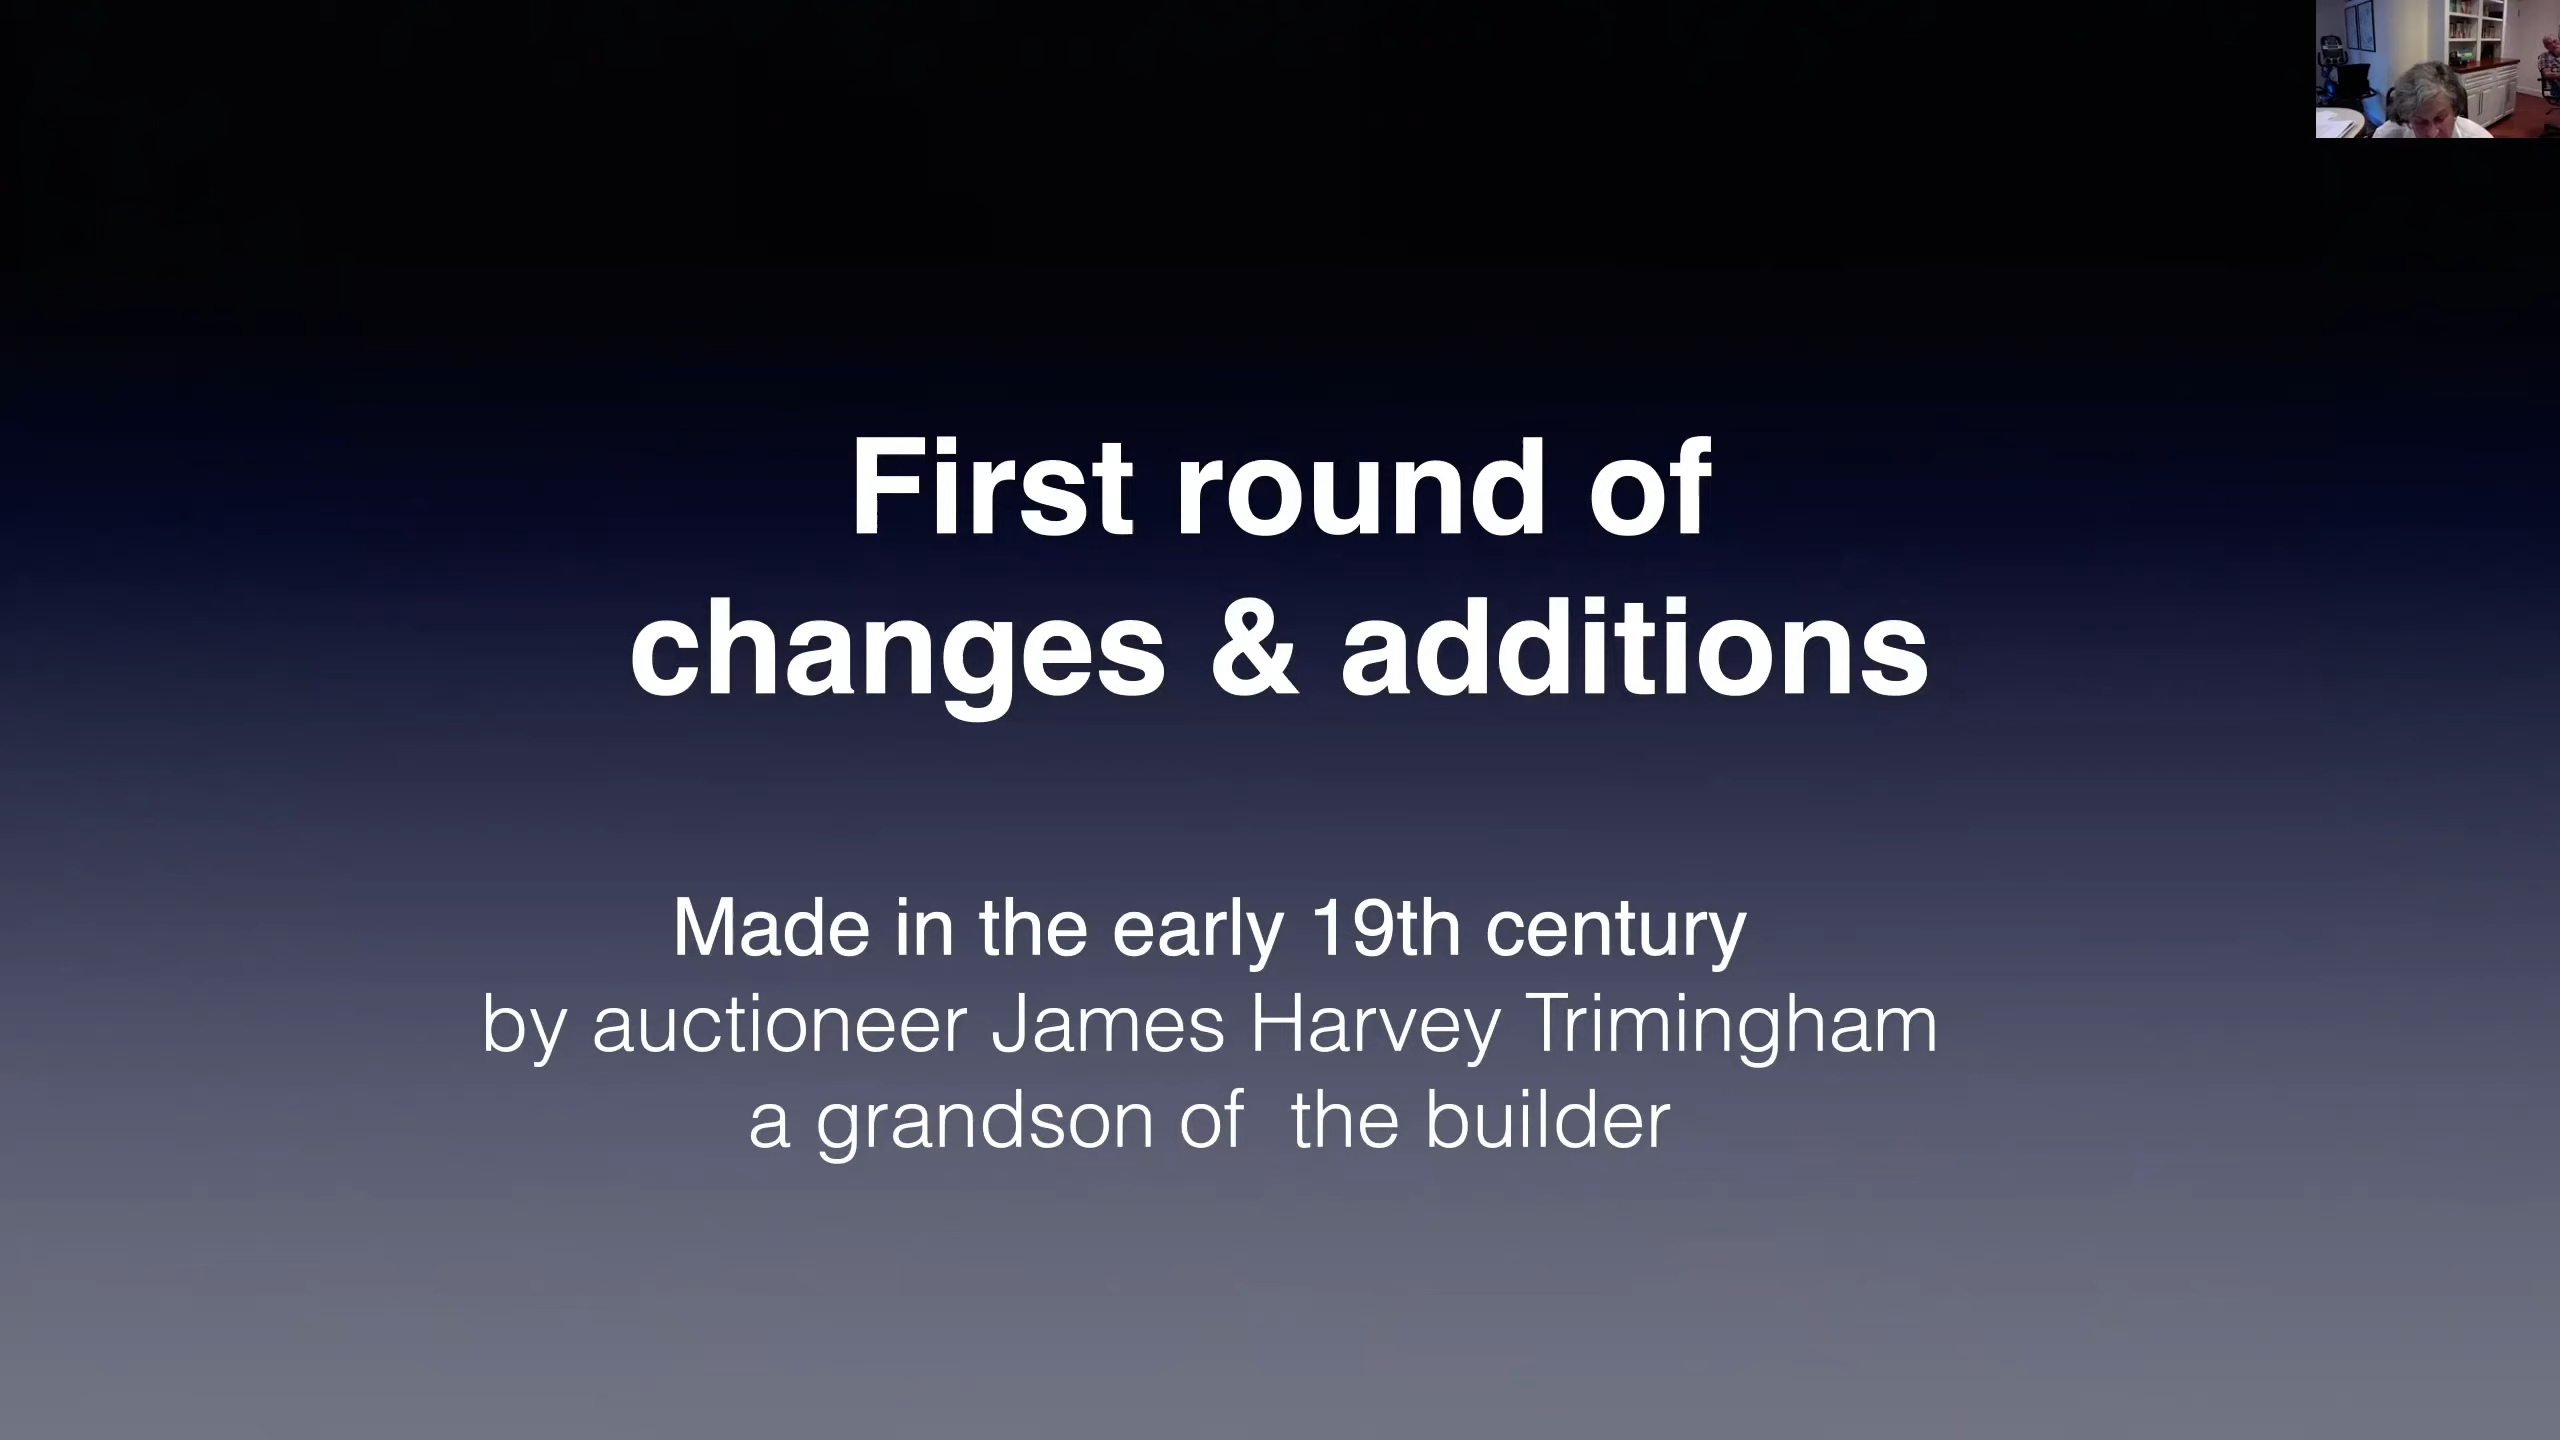 First round of
changes & additions
Made in the early 19th century
by auctioneer James Harvey Trimingham
a grandson of  the builder